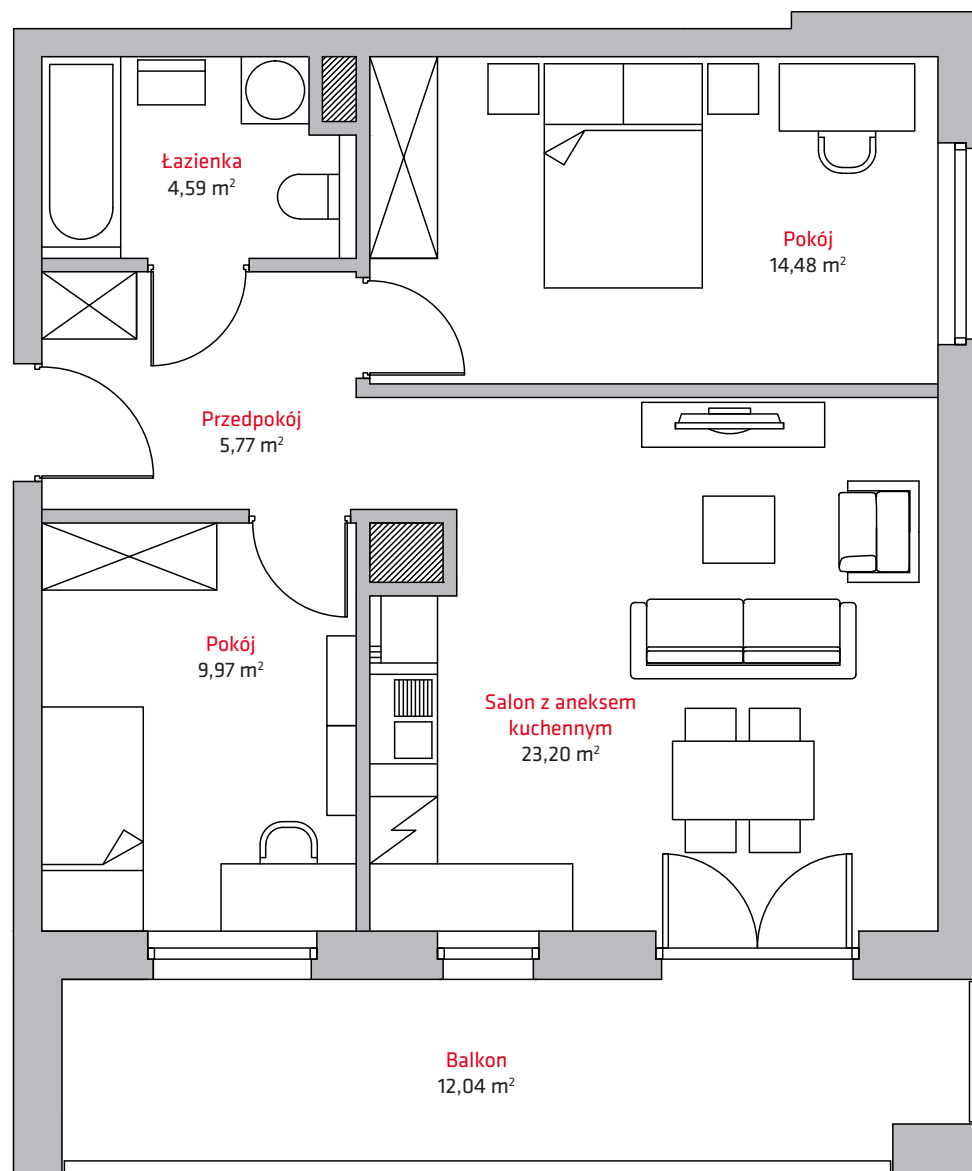 Łazienka
4,59 m²
Pokój
14,48 m²
Przedpokój
5,77 m²
Pokój
9,97 m²
Salon z aneksem
kuchennym
23,20 m²
Balkon
12,04 m²